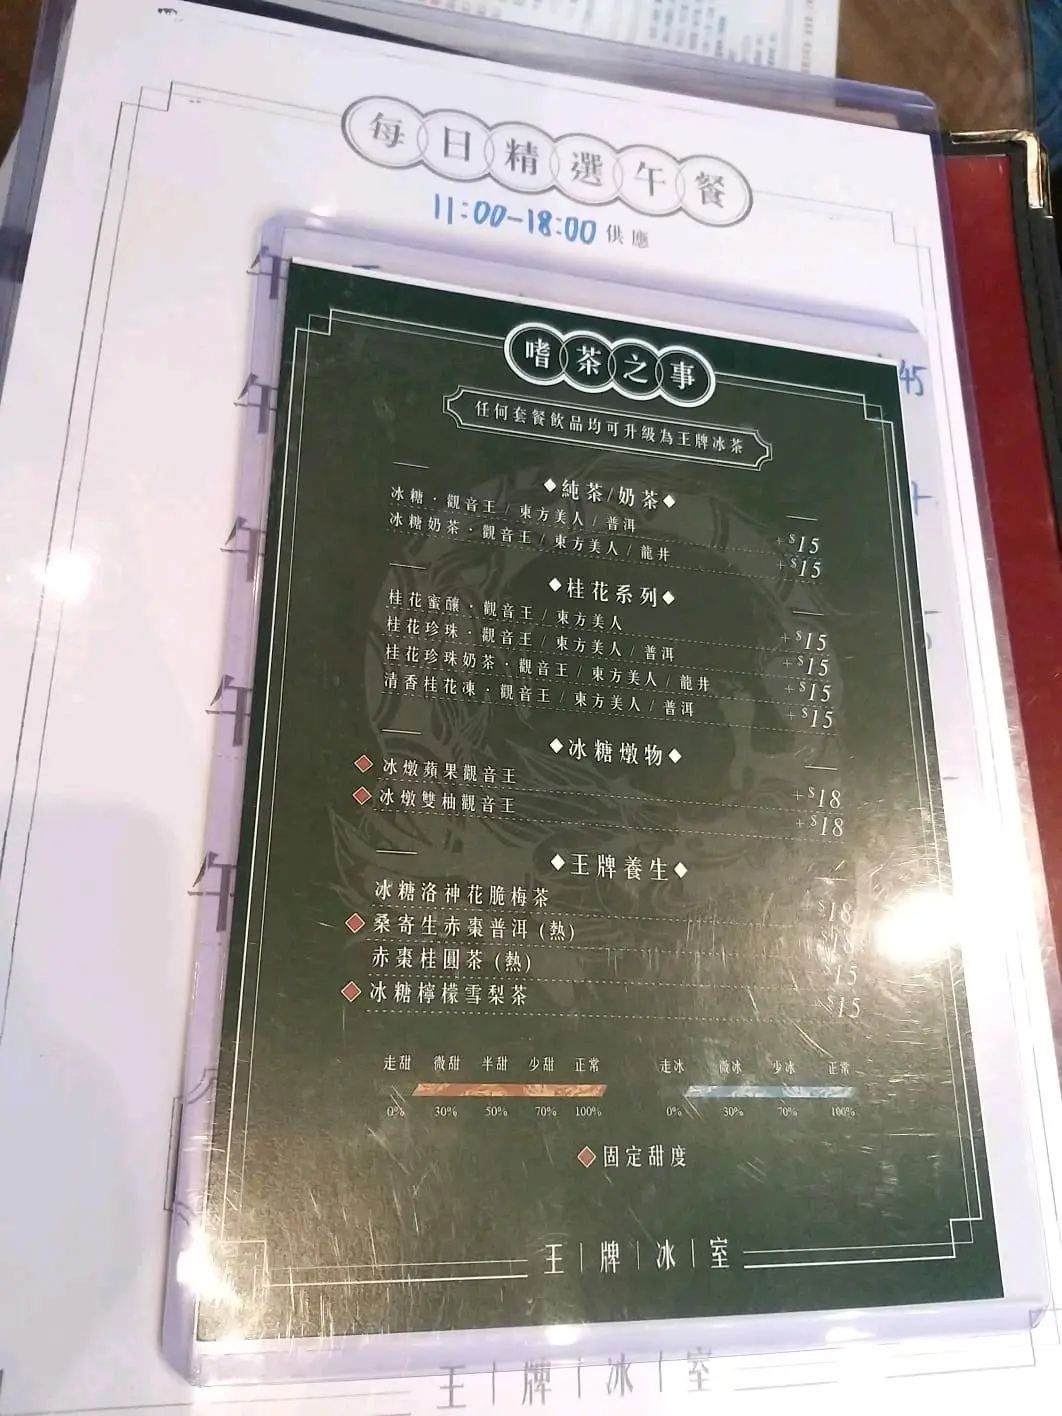 每日精選午餐
11:00-18:00 供應
嗜茶之事
任何套餐飲品均可升級為王牌冰茶
純茶/奶茶
冰糖·觀音王/東方美人/普洱 +$15
冰糖奶茶·觀音王/東方美人/龍井 +$15
桂花系列
桂花蜜釀·觀音王/東方美人 +$15
桂花珍珠·觀音王/東方美人/普洱 +$15
桂花珍珠奶茶·觀音王/東方美人/龍井 +$15
清香桂花凍·觀音王/東方美人/普洱 +$15
冰糖燉物
冰燉蘋果觀音王 +$18
冰燉雙柚觀音王 +$18
王牌養生
冰糖洛神花脆梅茶 +$18
桑寄生赤棗普洱(熱) $18
赤棗桂圓茶(熱) 15
冰糖檸檬雪梨茶 $15
走甜 微甜 半甜 少甜 正常
0% 30% 50% 70% 100%
走冰 微冰 少冰 正常
0% 30% 70% 100%
固定甜度
王牌冰室
午
午
午
午
午
45
王牌冰室